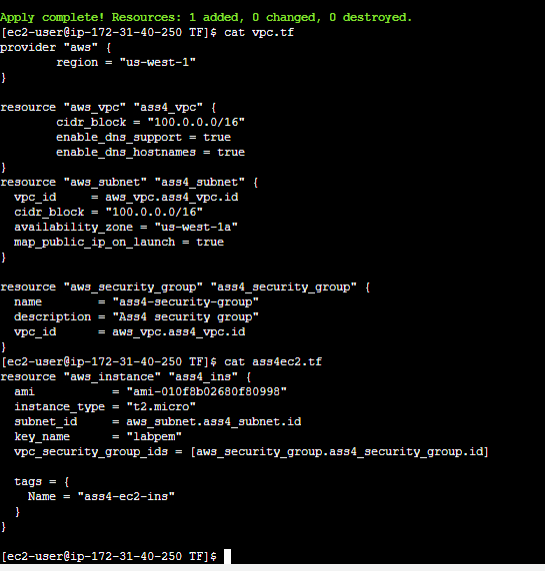 Apply complete! Resources: 1 added, 0 changed, 0 destroyed.
[ec2-user@ip-172-31-40-250 TF]$ cat vpc.tf
provider "aws" {
        region = "us-west-1"
}

resource "aws_vpc" "ass4_vpc" {
        cidr_block = "100.0.0.0/16"
        enable_dns_support = true
        enable_dns_hostnames = true
}
resource "aws_subnet" "ass4_subnet" {
  vpc_id     = aws_vpc.ass4_vpc.id
  cidr_block = "100.0.0.0/16"
  availability_zone = "us-west-1a"
  map_public_ip_on_launch = true
}

resource "aws_security_group" "ass4_security_group" {
  name        = "ass4-security-group"
  description = "Ass4 security group"
  vpc_id      = aws_vpc.ass4_vpc.id
}
[ec2-user@ip-172-31-40-250 TF]$ cat ass4ec2.tf
resource "aws_instance" "ass4_ins" {
  ami           = "ami-010f8b02680f80998"
  instance_type = "t2.micro"
  subnet_id     = aws_subnet.ass4_subnet.id
  key_name      = "labpem"
  vpc_security_group_ids = [aws_security_group.ass4_security_group.id]

  tags = {
    Name = "ass4-ec2-ins"
  }
}

[ec2-user@ip-172-31-40-250 TF]$